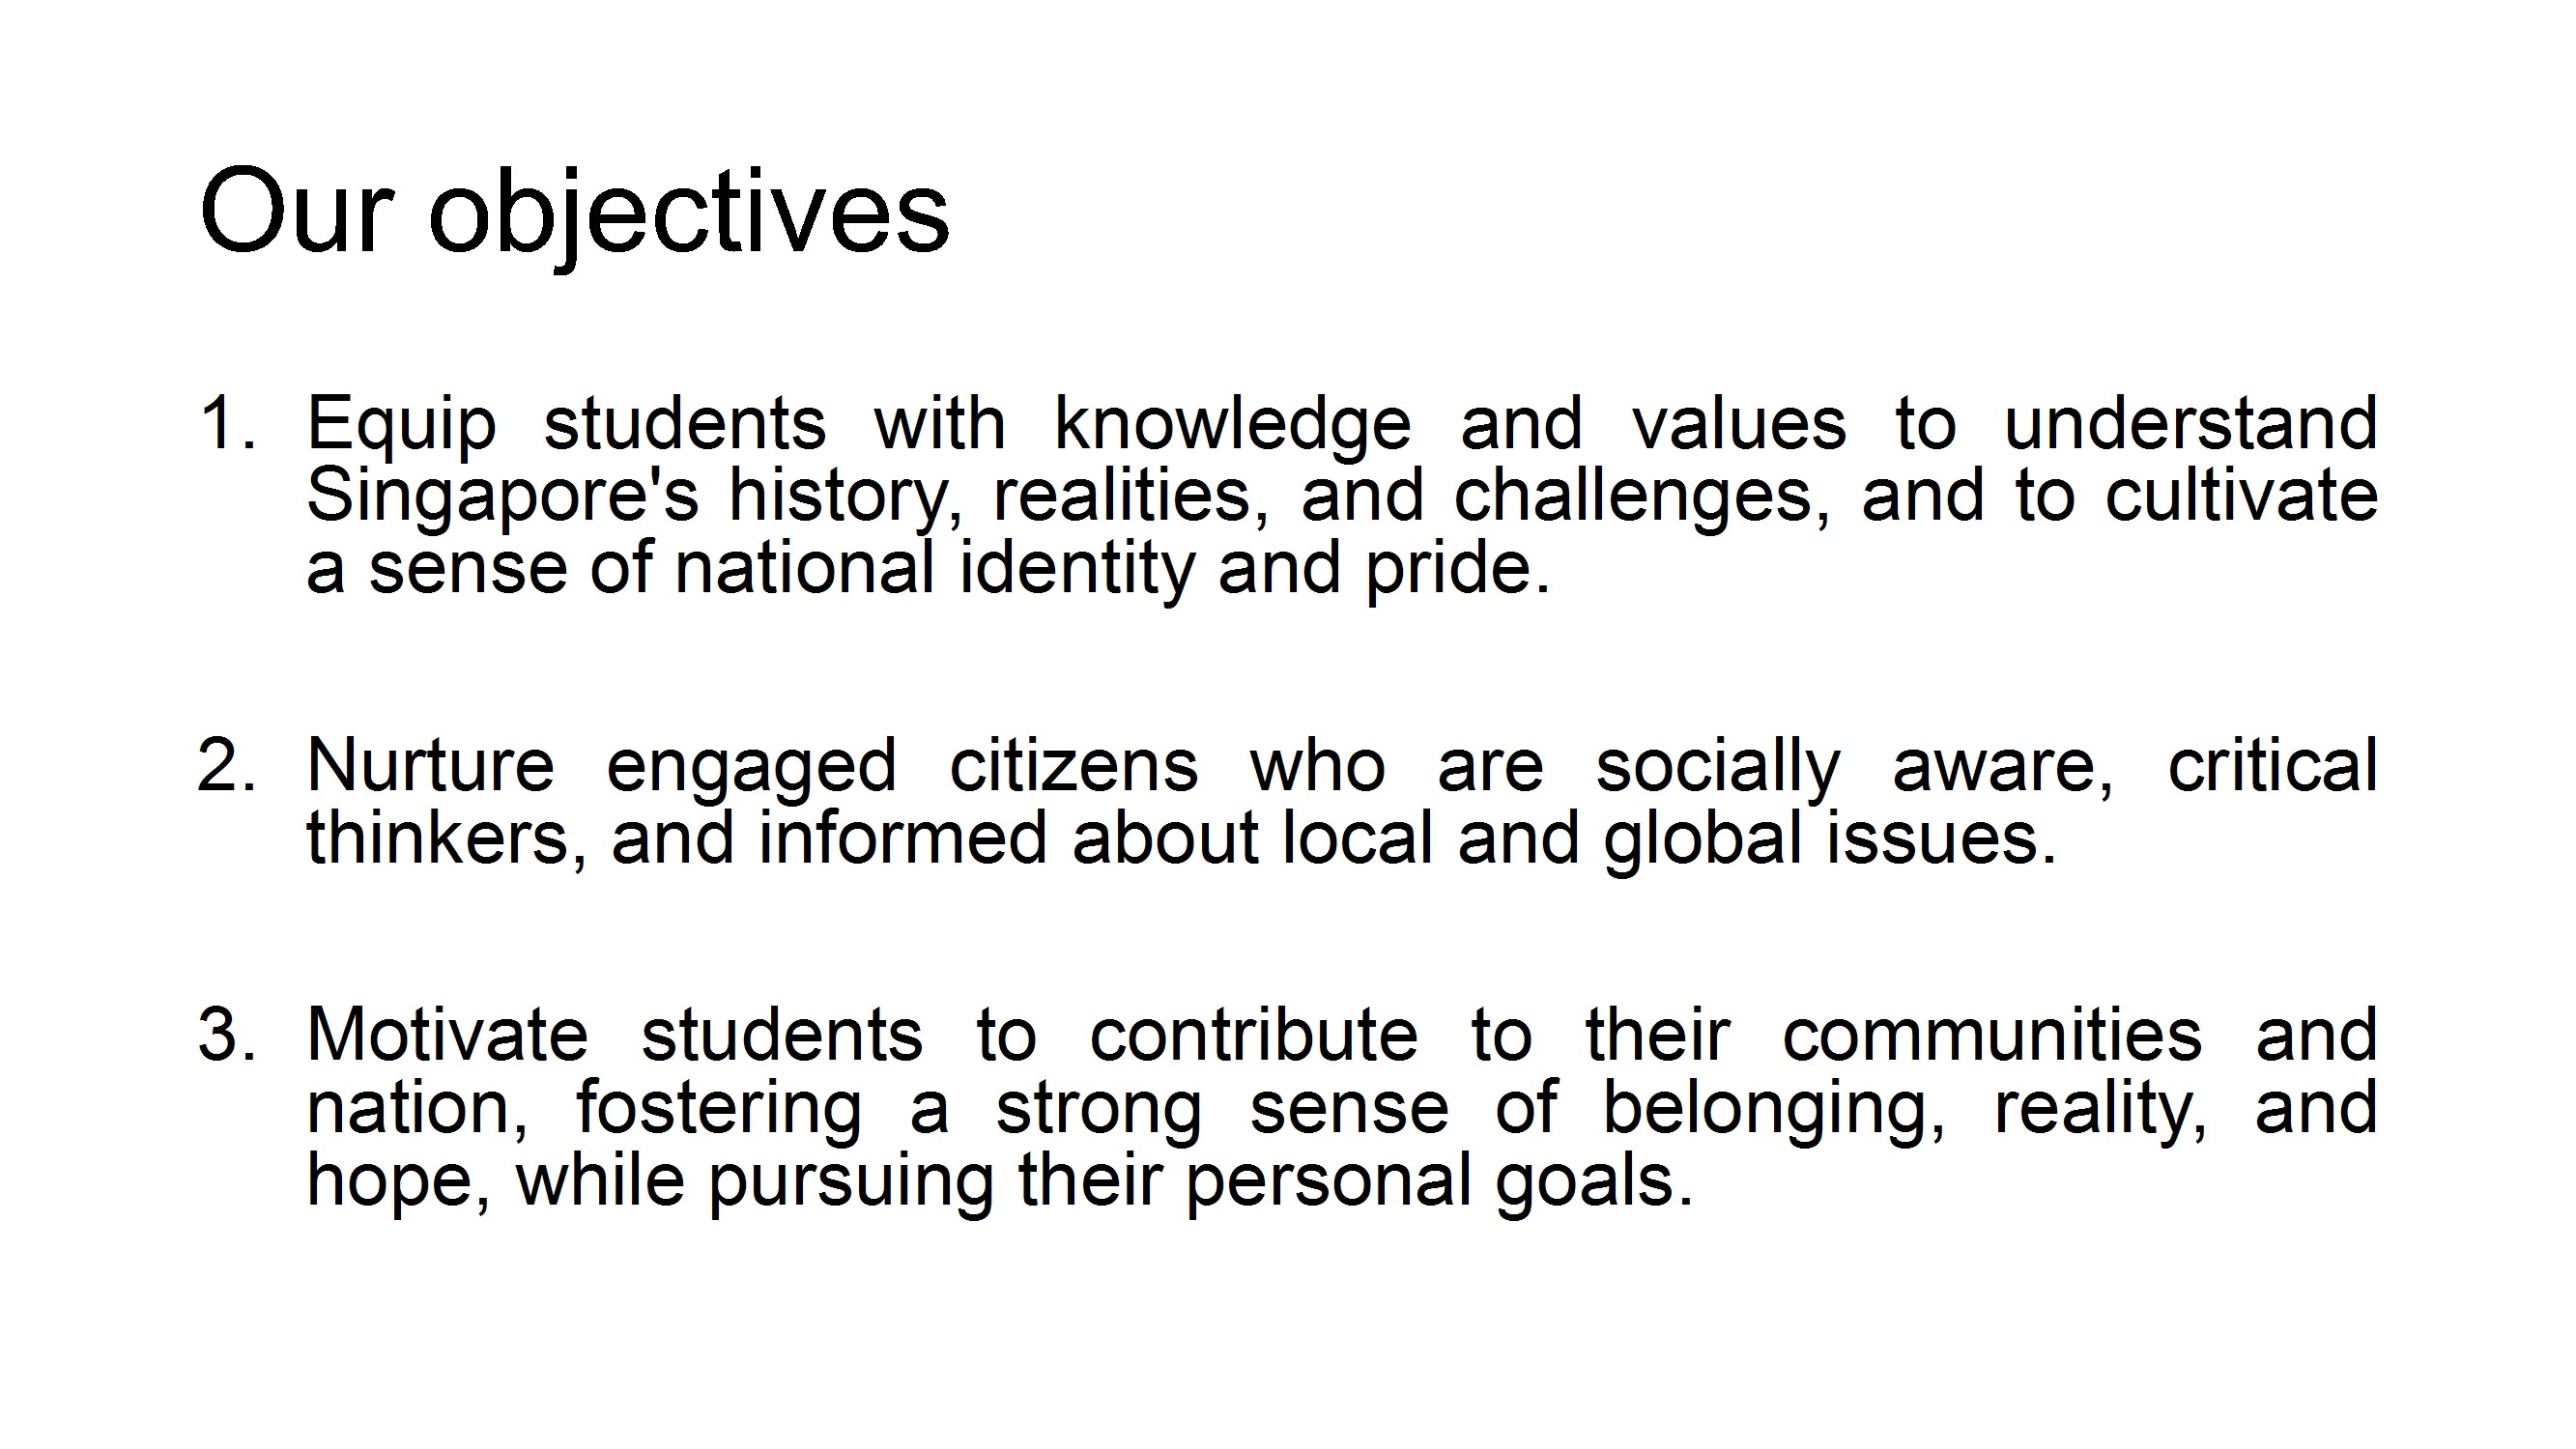 Our objectives
1. Equip students with knowledge and values to understand
Singapore's history, realities, and challenges, and to cultivate
a sense of national identity and pride.
2. Nurture engaged citizens who are socially aware, critical
thinkers, and informed about local and global issues.
3. Motivate students to contribute to their communities and
nation, fostering a strong sense of belonging, reality, and
hope, while pursuing their personal goals.